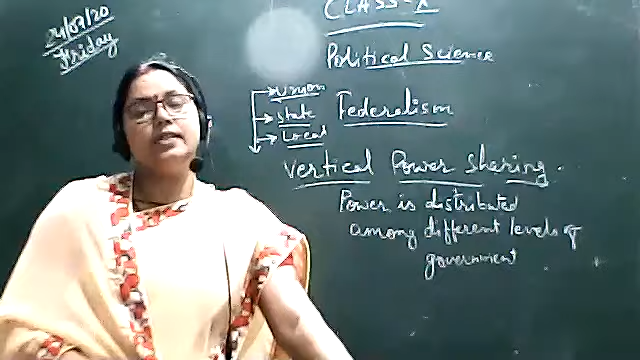 24/07/20
Friday
CLASS-X
Political Science
Union
State
Local
Federalism
Vertical Power Sharing.
Power is distributed
among different levels of
government